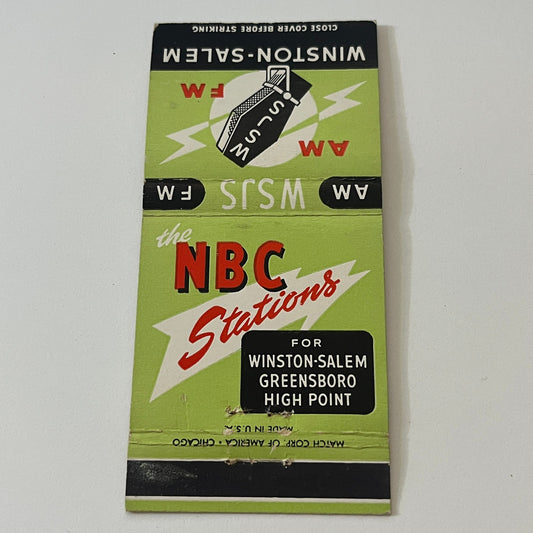 CLOSE COVER BEFORE STRIKING
WINSTON-SALEM
FM
WSJS
AM
FM WSJS AM
the
NBC
Stations
FOR
WINSTON-SALEM
GREENSBORO
HIGH POINT
MADE IN U.S.A.
MATCH CORP. OF AMERICA • CHICAGO